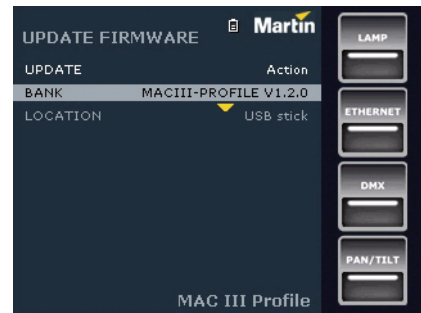 Martin
UPDATE FIRMWARE
UPDATE Action
BANK MACIII-PROFILE V1.2.0
LOCATION USB stick
MAC III Profile
LAMP
ETHERNET
DMX
PAN/TILT